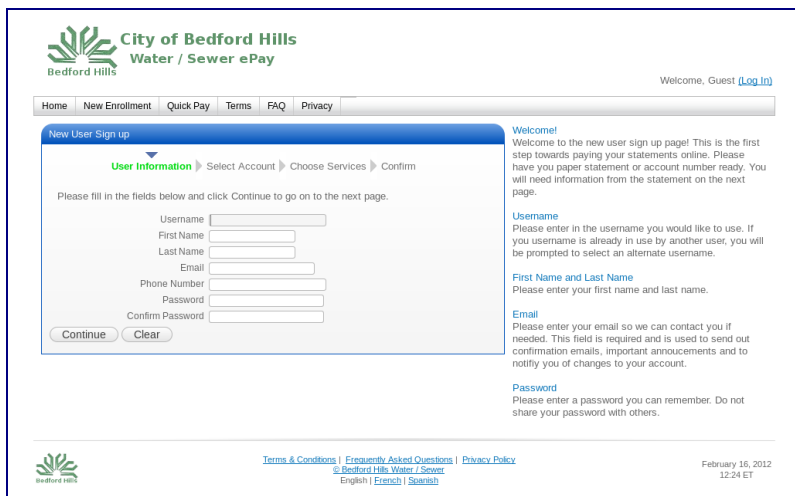 City of Bedford Hills
Water / Sewer ePay
Bedford Hills
Welcome, Guest (Log In)
Home New Enrollment Quick Pay Terms FAQ Privacy
New User Sign up
User Information Select Account Choose Services Confirm
Please fill in the fields below and click Continue to go on to the next page.
Username
First Name
Last Name
Email
Phone Number
Password
Confirm Password
Continue Clear
Welcome!
Welcome to the new user sign up page! This is the first
step towards paying your statements online. Please
have you paper statement or account number ready. You
will need information from the statement on the next
page.
Username
Please enter in the username you would like to use. If
you username is already in use by another user, you will
be prompted to select an alternate username.
First Name and Last Name
Please enter your first name and last name.
Email
Please enter your email so we can contact you if
needed. This field is required and is used to send out
confirmation emails, important annoucements and to
notifiy you of changes to your account.
Password
Please enter a password you can remember. Do not
share your password with others.
Bedford Hills
Terms & Conditions | Frequently Asked Questions | Privacy Policy
© Bedford Hills Water / Sewer
English | French | Spanish
February 16, 2012
12:24 ET